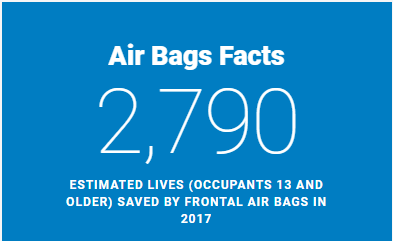 Air Bags Facts
2,790
ESTIMATED LIVES (OCCUPANTS 13 AND
OLDER) SAVED BY FRONTAL AIR BAGS IN
2017